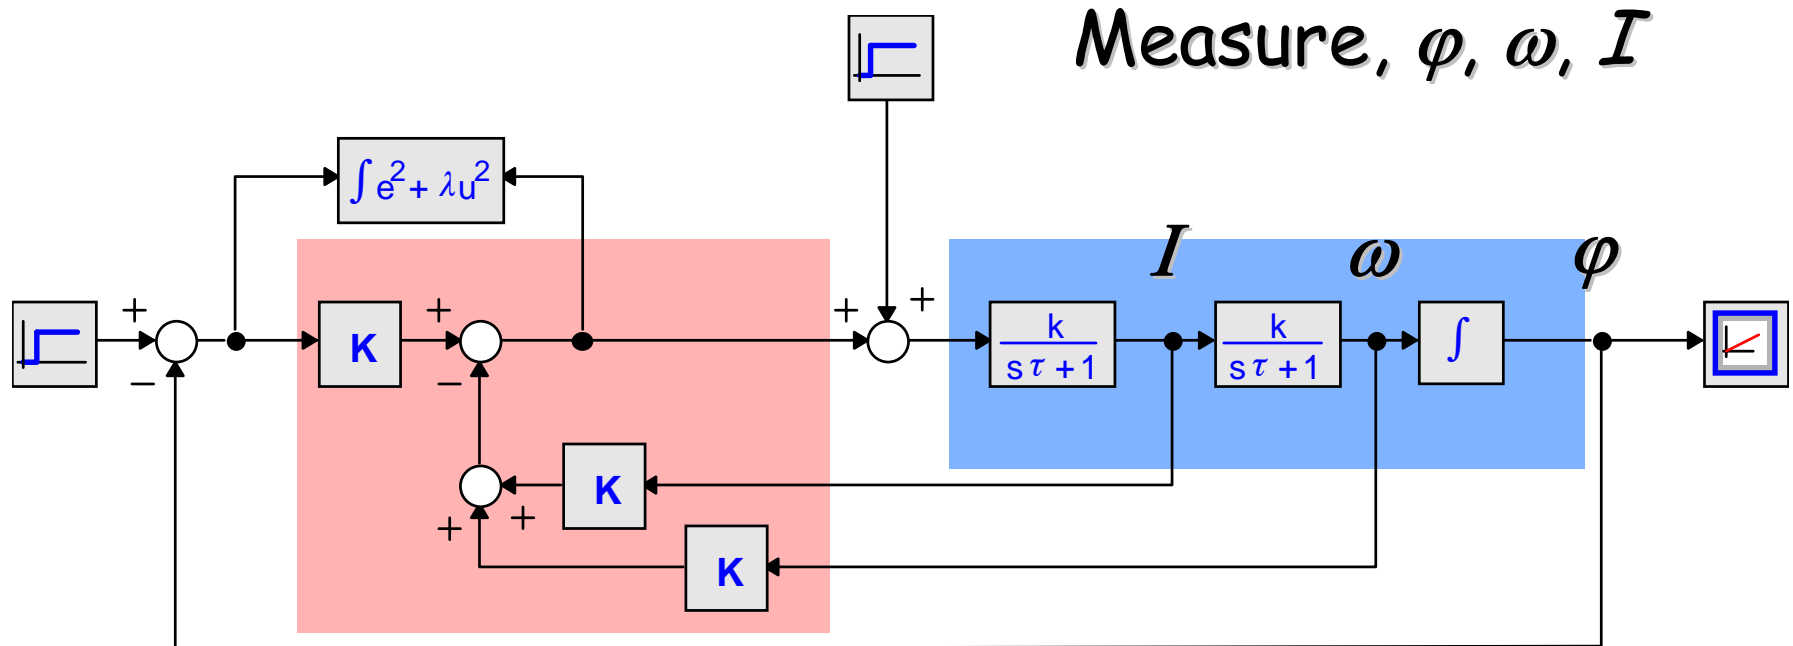 Measure, φ, ω, I
∫ e² + λu²
I ω φ
+ + + +
K k/(sτ + 1) k/(sτ + 1) ∫
− −
K
+ +
K